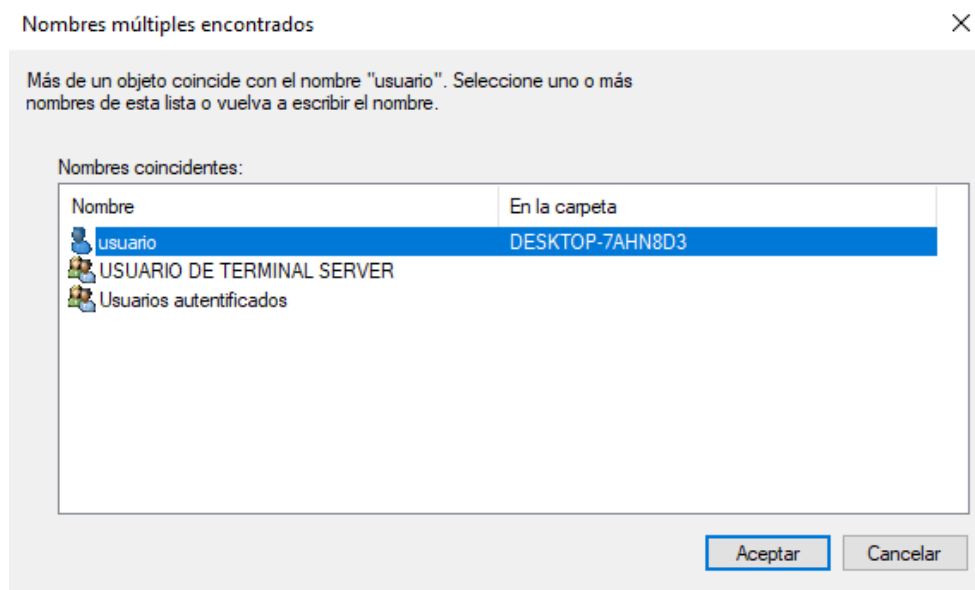 Nombres múltiples encontrados
Más de un objeto coincide con el nombre "usuario". Seleccione uno o más
nombres de esta lista o vuelva a escribir el nombre.
Nombres coincidentes:
Nombre En la carpeta
usuario DESKTOP-7AHN8D3
USUARIO DE TERMINAL SERVER
Usuarios autentificados
Aceptar Cancelar